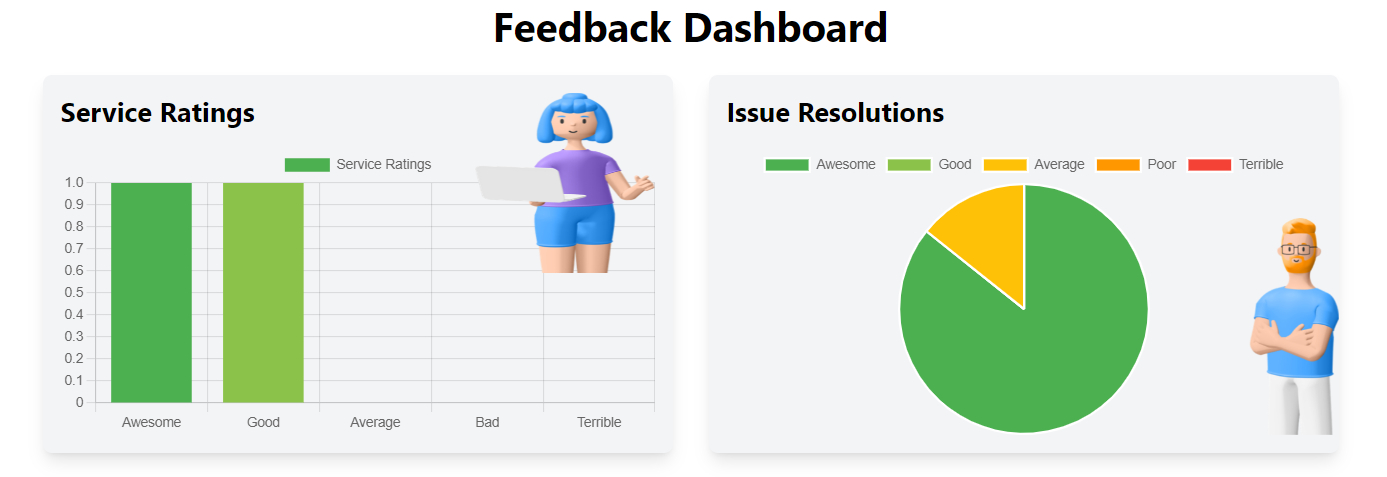 Feedback Dashboard
Service Ratings
Service Ratings
1.0
0.9
0.8
0.7
0.6
0.5
0.4
0.3
0.2
0.1
0
Awesome Good Average Bad Terrible
Issue Resolutions
Awesome Good Average Poor Terrible